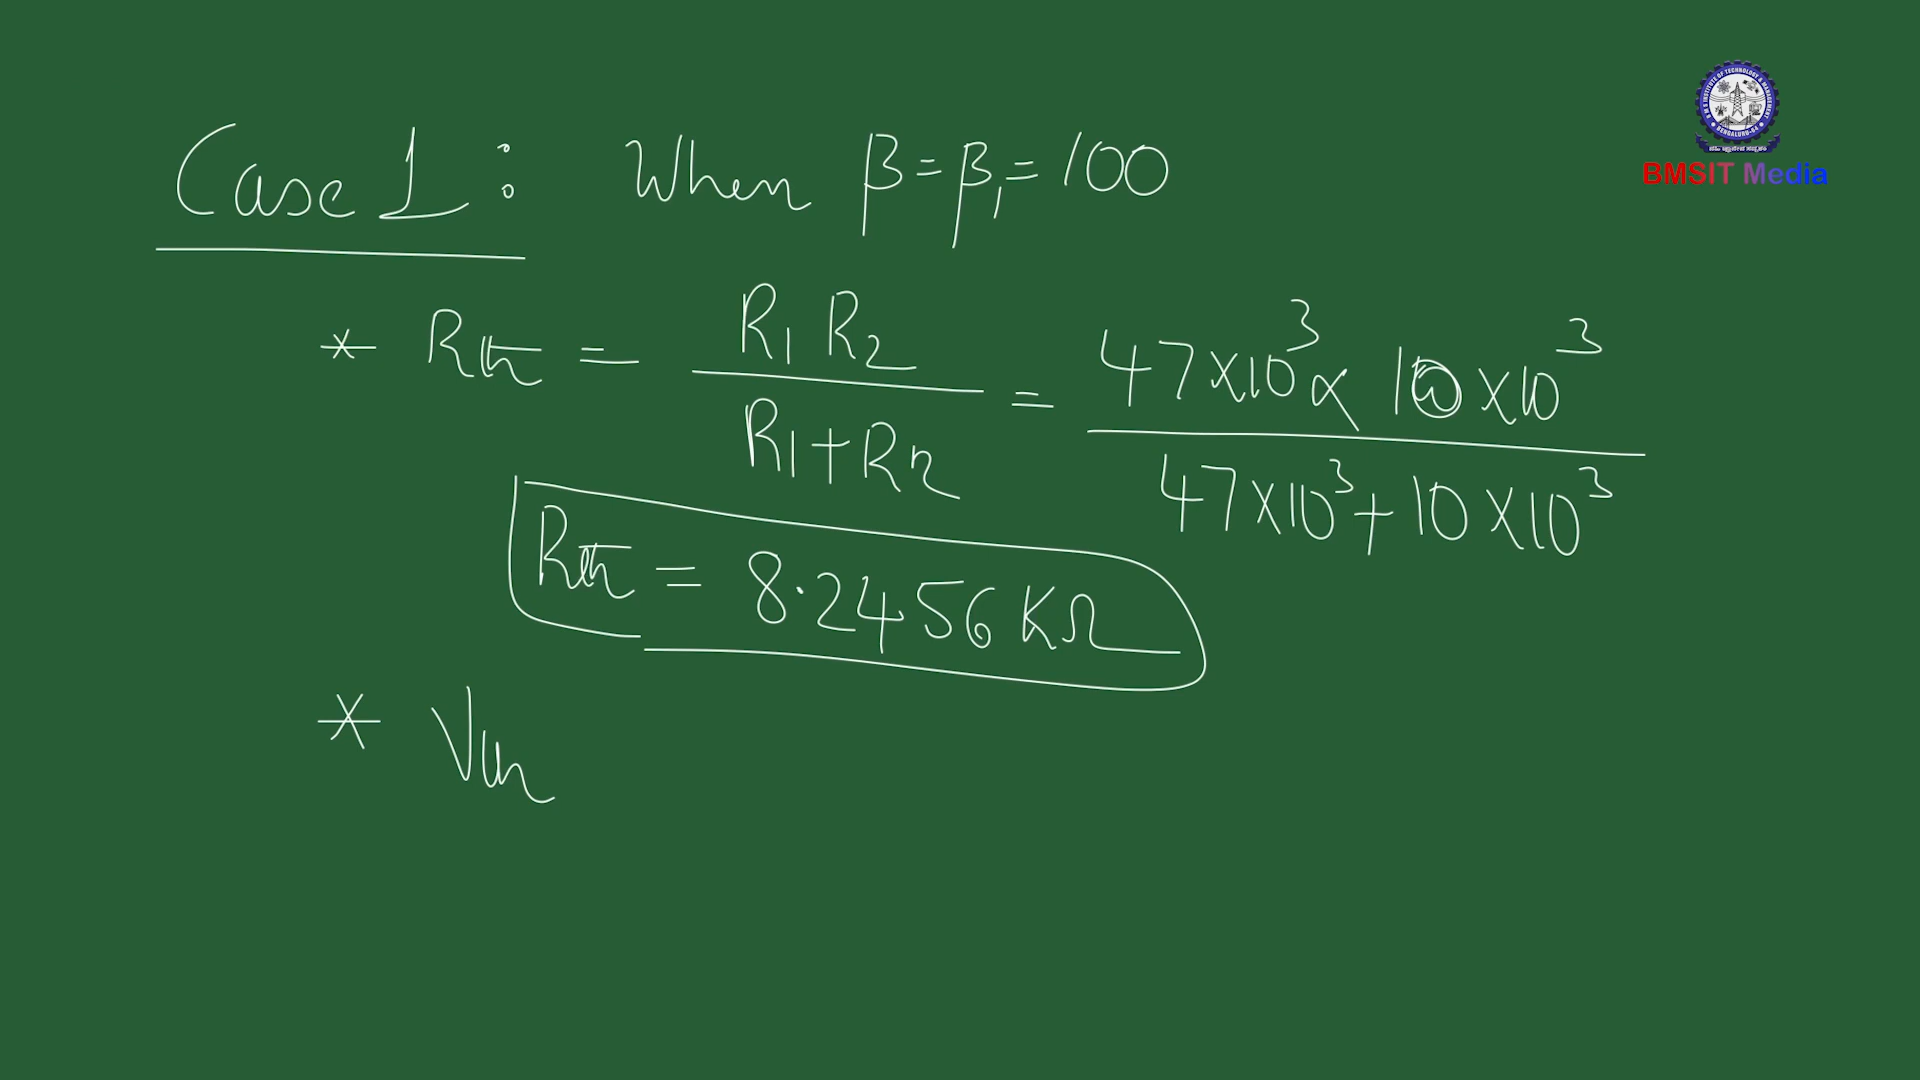 Case 1 : When β = β₁ = 100
* Rth = R1 R2 / R1+R2 = 47×10³ × 10×10³ / 47×10³ + 10×10³
Rth = 8.2456 KΩ
* Vth
BMSIT Media